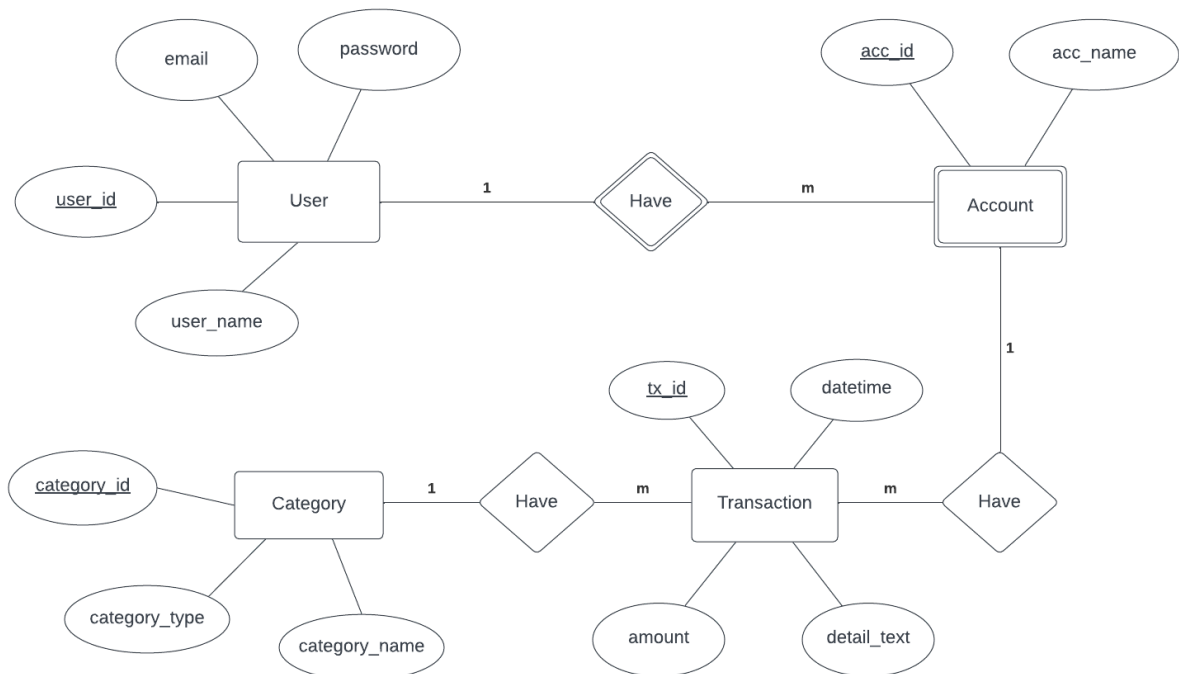 email
password
acc_id
acc_name
user_id
User
1
Have
m
Account
user_name
1
tx_id
datetime
category_id
Category
1
Have
m
Transaction
m
Have
category_type
category_name
amount
detail_text